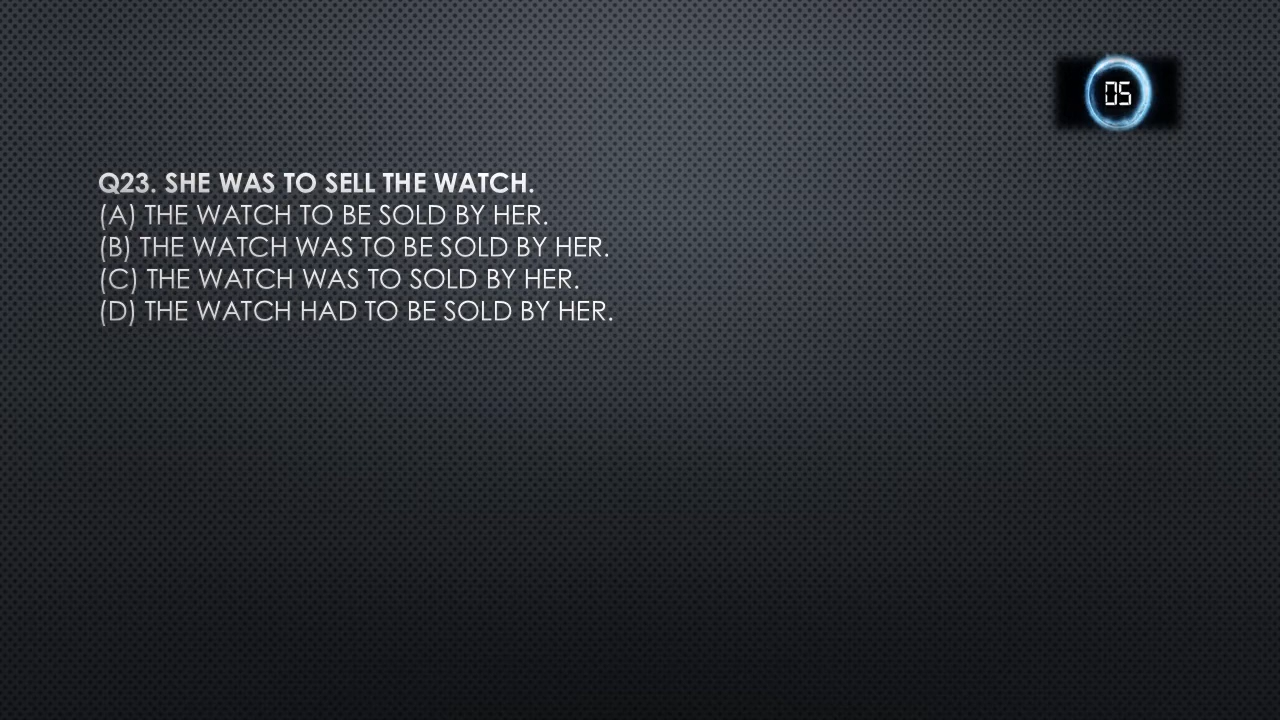 05
Q23. SHE WAS TO SELL THE WATCH.
(A) THE WATCH TO BE SOLD BY HER.
(B) THE WATCH WAS TO BE SOLD BY HER.
(C) THE WATCH WAS TO SOLD BY HER.
(D) THE WATCH HAD TO BE SOLD BY HER.